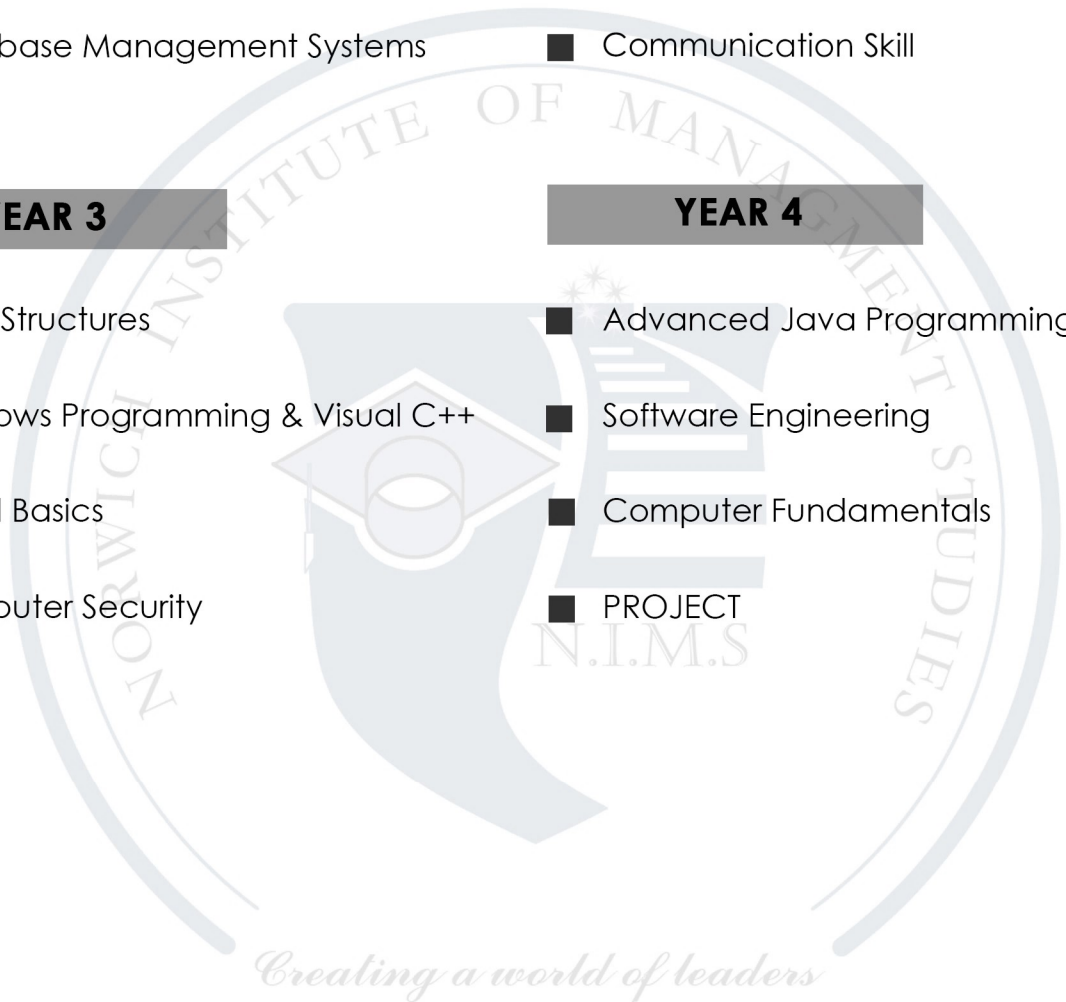 base Management Systems
Communication Skill
EAR 3
YEAR 4
Structures
Advanced Java Programming
ows Programming & Visual C++
Software Engineering
Basics
Computer Fundamentals
puter Security
PROJECT
NORWICH INSTITUTE OF MANAGMENT STUDIES
N.I.M.S
Creating a world of leaders